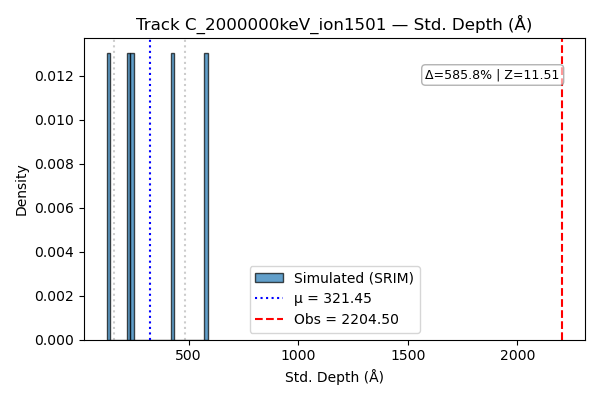 Track C_2000000keV_ion1501 — Std. Depth (Å)
Δ=585.8% | Z=11.51
0.012
0.010
0.008
0.006
0.004
0.002
0.000
Density
Simulated (SRIM)
μ = 321.45
Obs = 2204.50
500 1000 1500 2000
Std. Depth (Å)